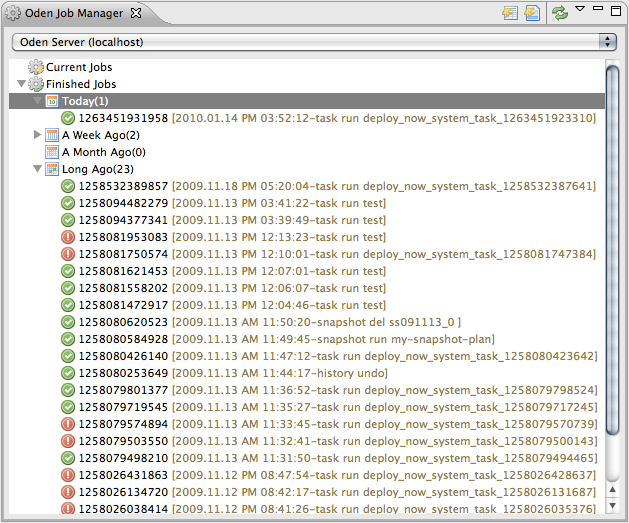 Oden Job Manager
Oden Server (localhost)
Current Jobs
Finished Jobs
Today(1)
1263451931958 [2010.01.14 PM 03:52:12-task run deploy_now_system_task_1263451923310]
A Week Ago(2)
A Month Ago(0)
Long Ago(23)
1258532389857 [2009.11.18 PM 05:20:04-task run deploy_now_system_task_1258532387641]
1258094482279 [2009.11.13 PM 03:41:22-task run test]
1258094377341 [2009.11.13 PM 03:39:49-task run test]
1258081953083 [2009.11.13 PM 12:13:23-task run test]
1258081750574 [2009.11.13 PM 12:10:01-task run deploy_now_system_task_1258081747384]
1258081621453 [2009.11.13 PM 12:07:01-task run test]
1258081558202 [2009.11.13 PM 12:06:07-task run test]
1258081472917 [2009.11.13 PM 12:04:46-task run test]
1258080620523 [2009.11.13 AM 11:50:20-snapshot del ss091113_0 ]
1258080584928 [2009.11.13 AM 11:49:45-snapshot run my-snapshot-plan]
1258080426140 [2009.11.13 AM 11:47:12-task run deploy_now_system_task_1258080423642]
1258080253649 [2009.11.13 AM 11:44:17-history undo]
1258079801377 [2009.11.13 AM 11:36:52-task run deploy_now_system_task_1258079798524]
1258079719545 [2009.11.13 AM 11:35:27-task run deploy_now_system_task_1258079717245]
1258079574894 [2009.11.13 AM 11:33:45-task run deploy_now_system_task_1258079570739]
1258079503550 [2009.11.13 AM 11:32:41-task run deploy_now_system_task_1258079500143]
1258079498210 [2009.11.13 AM 11:31:50-task run deploy_now_system_task_1258079494465]
1258026431863 [2009.11.12 PM 08:47:54-task run deploy_now_system_task_1258026428637]
1258026134720 [2009.11.12 PM 08:42:17-task run deploy_now_system_task_1258026131687]
1258026038414 [2009.11.12 PM 08:41:26-task run deploy_now_system_task_1258026035376]